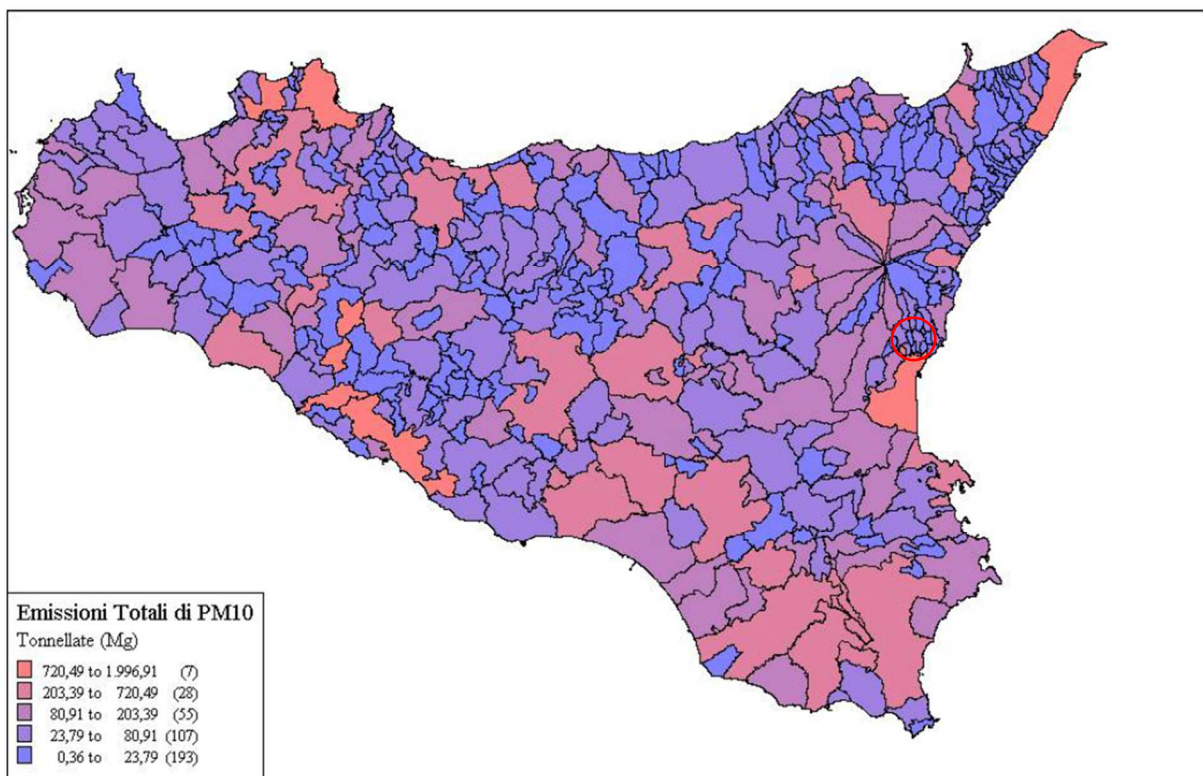 Emissioni Totali di PM10
Tonnellate (Mg)
720,49 to 1.996,91 (7)
203,39 to 720,49 (28)
80,91 to 203,39 (55)
23,79 to 80,91 (107)
0,36 to 23,79 (193)